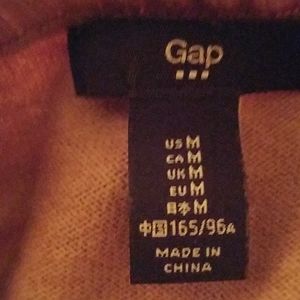 Gap
US M
CA M
UK M
EU M
日本 M
中国 165/96A
MADE IN
CHINA